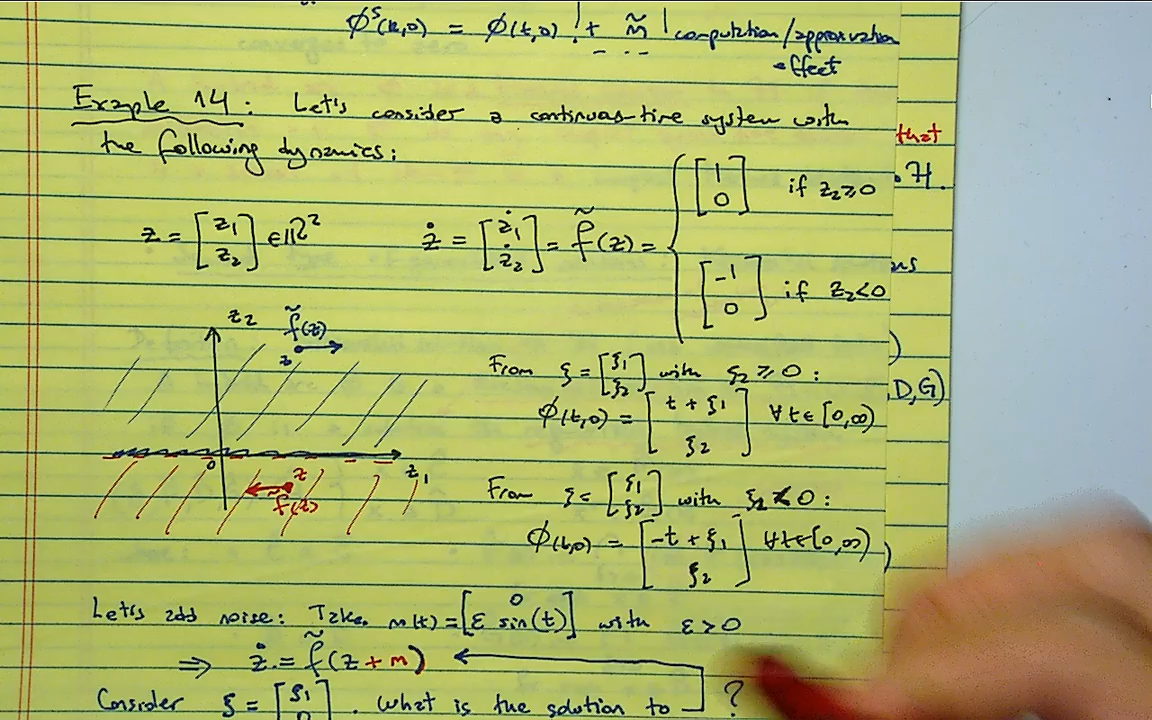 ϕˢ(k,0) = ϕ(t,0) + m̃ computation/approximation
effect
Example 14: Let's consider a continuous-time system with
the following dynamics:
that
H.
z = [z₁ z₂] ∈ ℝ² ż = [ż₁ ż₂] = f̃(z) = { [1 0] if z₂ ≥ 0
[-1 0] if z₂ < 0
z₂
f̃(z)
z
0
z₁
z
f̃(z)
D, G)
From ξ = [ξ₁ ξ₂] with ξ₂ ≥ 0:
ϕ(t,0) = [t + ξ₁ ξ₂] ∀t ∈ [0,∞)
From ξ = [ξ₁ ξ₂] with ξ₂ < 0:
ϕ(t,0) = [-t + ξ₁ ξ₂] ∀t ∈ [0,∞)
Let's add noise: Take m(t) = [0 ε sin(t)] with ε > 0
⇒ ż = f̃(z + m)
Consider ξ = [ξ₁ 0]. What is the solution to ?